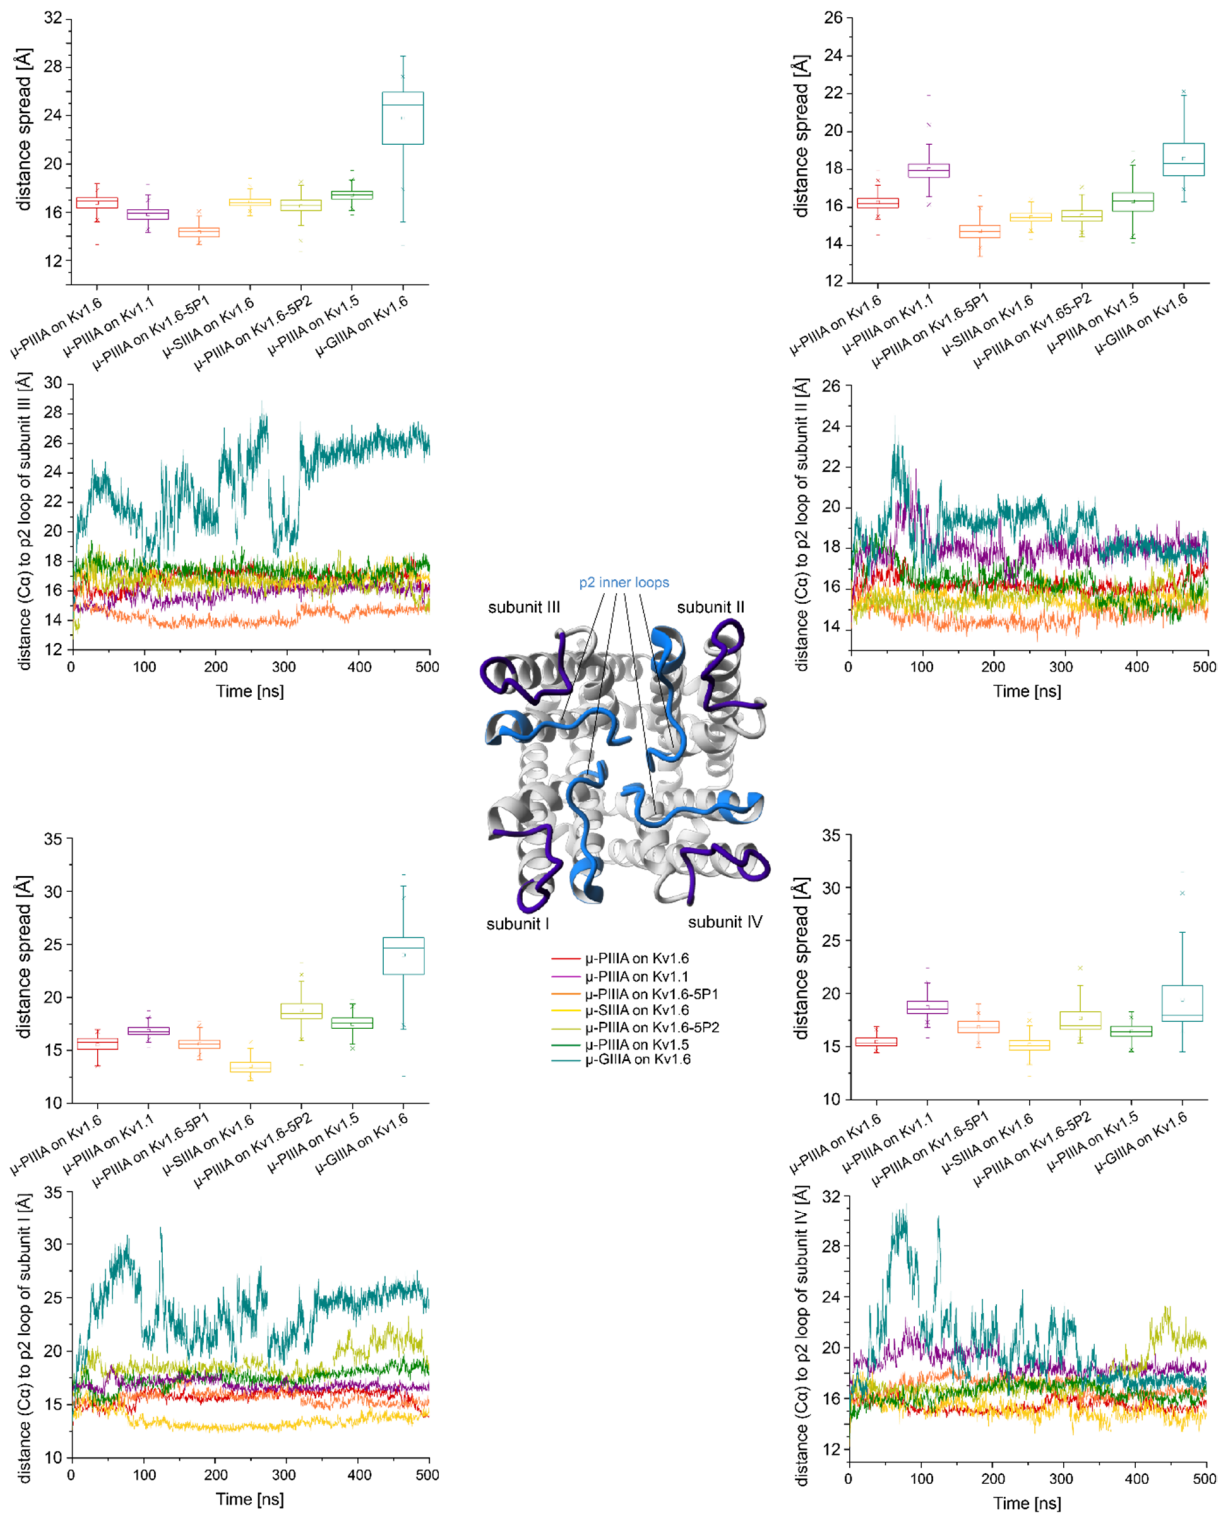 distance spread [Å]
32
28
24
20
16
12
μ-PIIIA on Kv1.6
μ-PIIIA on Kv1.1
μ-PIIIA on Kv1.6-5P1
μ-SIIIA on Kv1.6
μ-PIIIA on Kv1.6-5P2
μ-PIIIA on Kv1.5
μ-GIIIA on Kv1.6
distance spread [Å]
26
24
22
20
18
16
14
12
μ-PIIIA on Kv1.6
μ-PIIIA on Kv1.1
μ-PIIIA on Kv1.6-5P1
μ-SIIIA on Kv1.6
μ-PIIIA on Kv1.65-P2
μ-PIIIA on Kv1.5
μ-GIIIA on Kv1.6
distance (Cα) to p2 loop of subunit III [Å]
30
28
26
24
22
20
18
16
14
12
0 100 200 300 400 500
Time [ns]
distance (Cα) to p2 loop of subunit II [Å]
26
24
22
20
18
16
14
0 100 200 300 400 500
Time [ns]
p2 inner loops
subunit III
subunit II
subunit I
subunit IV
μ-PIIIA on Kv1.6
μ-PIIIA on Kv1.1
μ-PIIIA on Kv1.6-5P1
μ-SIIIA on Kv1.6
μ-PIIIA on Kv1.6-5P2
μ-PIIIA on Kv1.5
μ-GIIIA on Kv1.6
distance spread [Å]
35
30
25
20
15
10
μ-PIIIA on Kv1.6
μ-PIIIA on Kv1.1
μ-PIIIA on Kv1.6-5P1
μ-SIIIA on Kv1.6
μ-PIIIA on Kv1.6-5P2
μ-PIIIA on Kv1.5
μ-GIIIA on Kv1.6
distance spread [Å]
35
30
25
20
15
10
μ-PIIIA on Kv1.6
μ-PIIIA on Kv1.1
μ-PIIIA on Kv1.6-5P1
μ-SIIIA on Kv1.6
μ-PIIIA on Kv1.6-5P2
μ-PIIIA on Kv1.5
μ-GIIIA on Kv1.6
distance (Cα) to p2 loop of subunit I [Å]
35
30
25
20
15
10
0 100 200 300 400 500
Time [ns]
distance (Cα) to p2 loop of subunit IV [Å]
32
28
24
20
16
12
0 100 200 300 400 500
Time [ns]